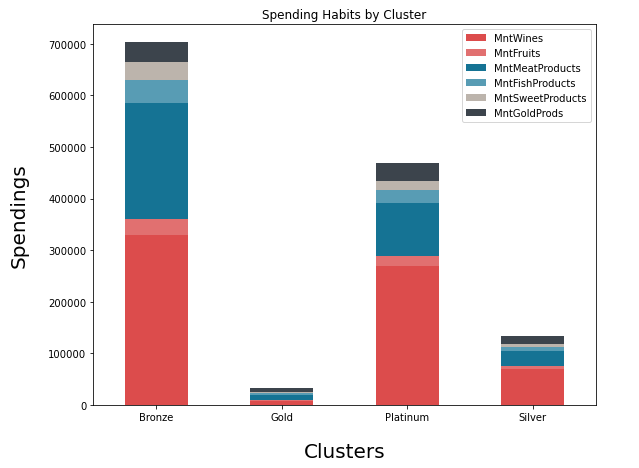 Spending Habits by Cluster
MntWines
MntFruits
MntMeatProducts
MntFishProducts
MntSweetProducts
MntGoldProds
700000
600000
500000
400000
300000
200000
100000
0
Spendings
Bronze
Gold
Platinum
Silver
Clusters